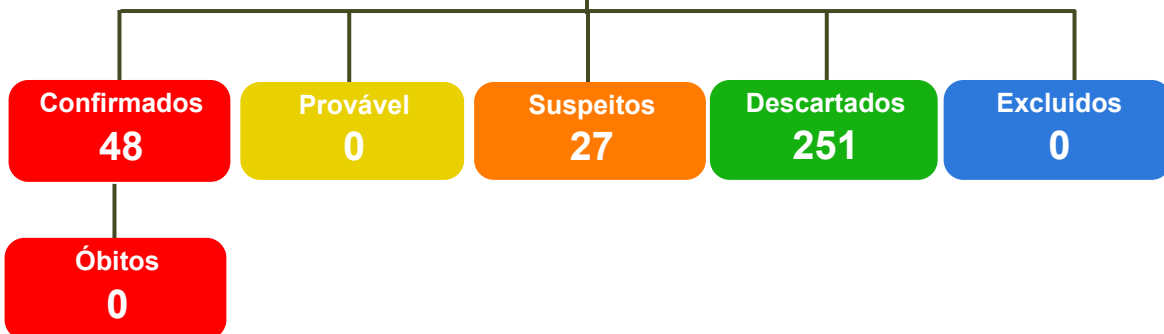 Confirmados
48
Provável
0
Suspeitos
27
Descartados
251
Excluidos
0
Óbitos
0